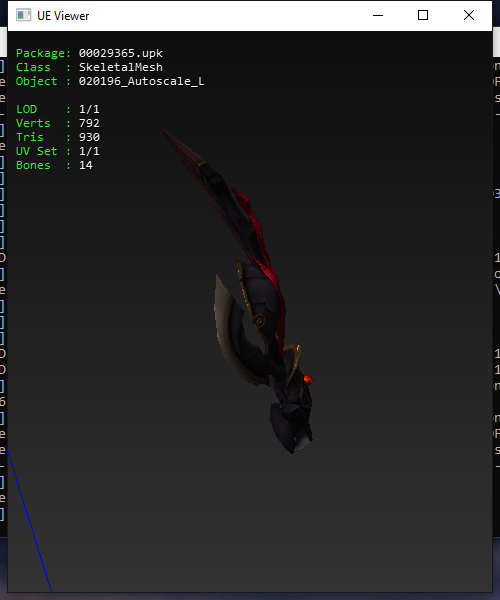 UE Viewer
Package: 00029365.upk
Class : SkeletalMesh
Object : 020196_Autoscale_L
LOD : 1/1
Verts : 792
Tris : 930
UV Set : 1/1
Bones : 14